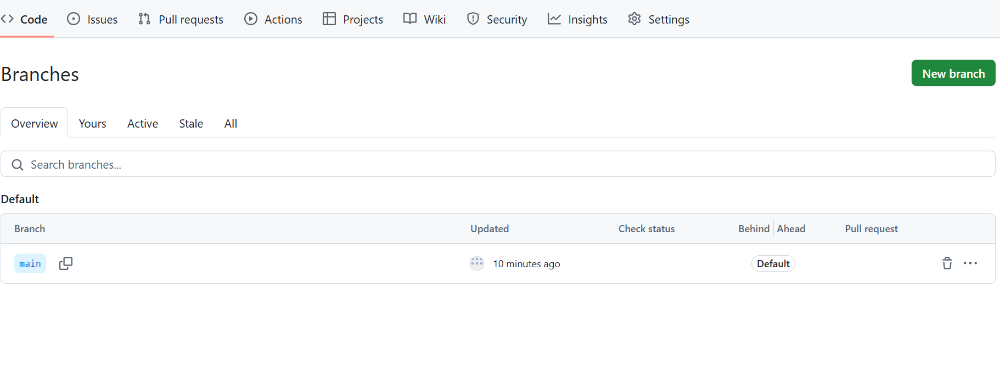 Code Issues Pull requests Actions Projects Wiki Security Insights Settings
Branches
New branch
Overview Yours Active Stale All
Search branches...
Default
Branch Updated Check status Behind Ahead Pull request
main 10 minutes ago Default